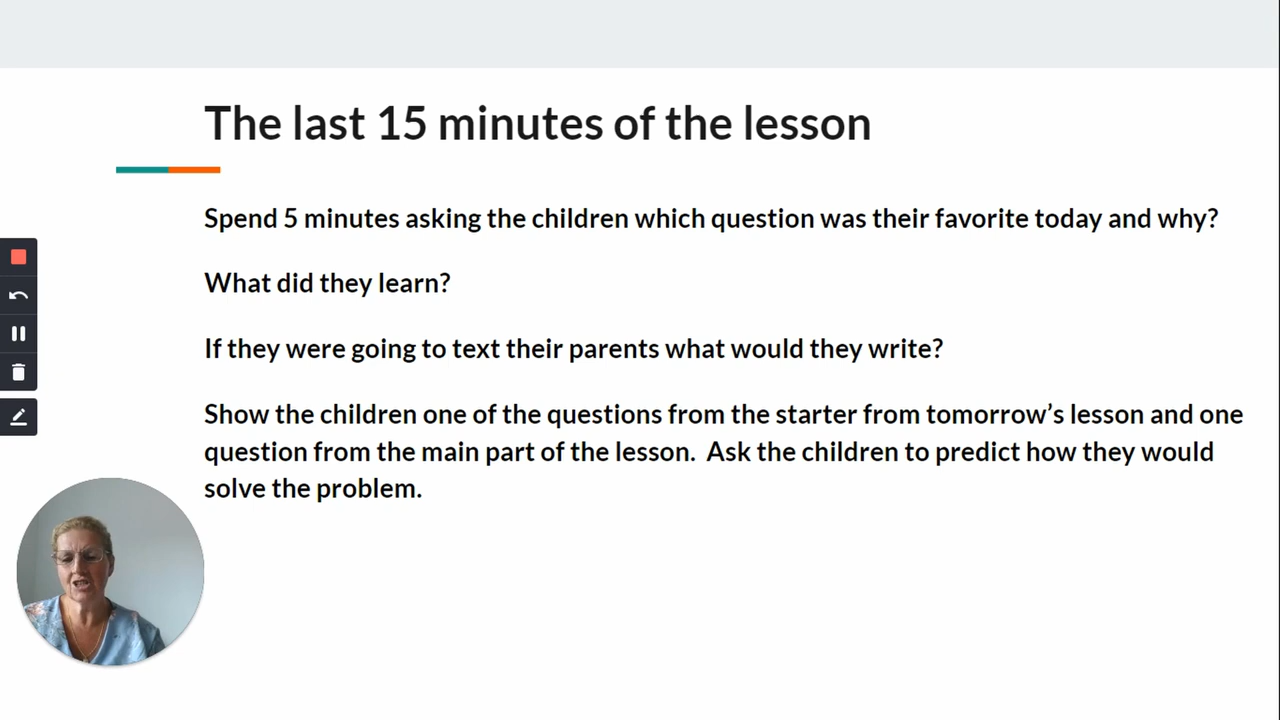 The last 15 minutes of the lesson
Spend 5 minutes asking the children which question was their favorite today and why?
What did they learn?
If they were going to text their parents what would they write?
Show the children one of the questions from the starter from tomorrow’s lesson and one
question from the main part of the lesson.  Ask the children to predict how they would
solve the problem.